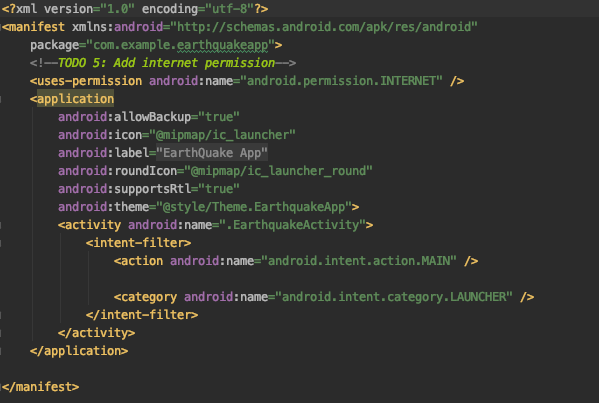 <?xml version="1.0" encoding="utf-8"?>
<manifest xmlns:android="http://schemas.android.com/apk/res/android"
    package="com.example.earthquakeapp">
    <!--TODO 5: Add internet permission-->
    <uses-permission android:name="android.permission.INTERNET" />
    <application
        android:allowBackup="true"
        android:icon="@mipmap/ic_launcher"
        android:label="EarthQuake App"
        android:roundIcon="@mipmap/ic_launcher_round"
        android:supportsRtl="true"
        android:theme="@style/Theme.EarthquakeApp">
        <activity android:name=".EarthquakeActivity">
            <intent-filter>
                <action android:name="android.intent.action.MAIN" />
                <category android:name="android.intent.category.LAUNCHER" />
            </intent-filter>
        </activity>
    </application>
</manifest>